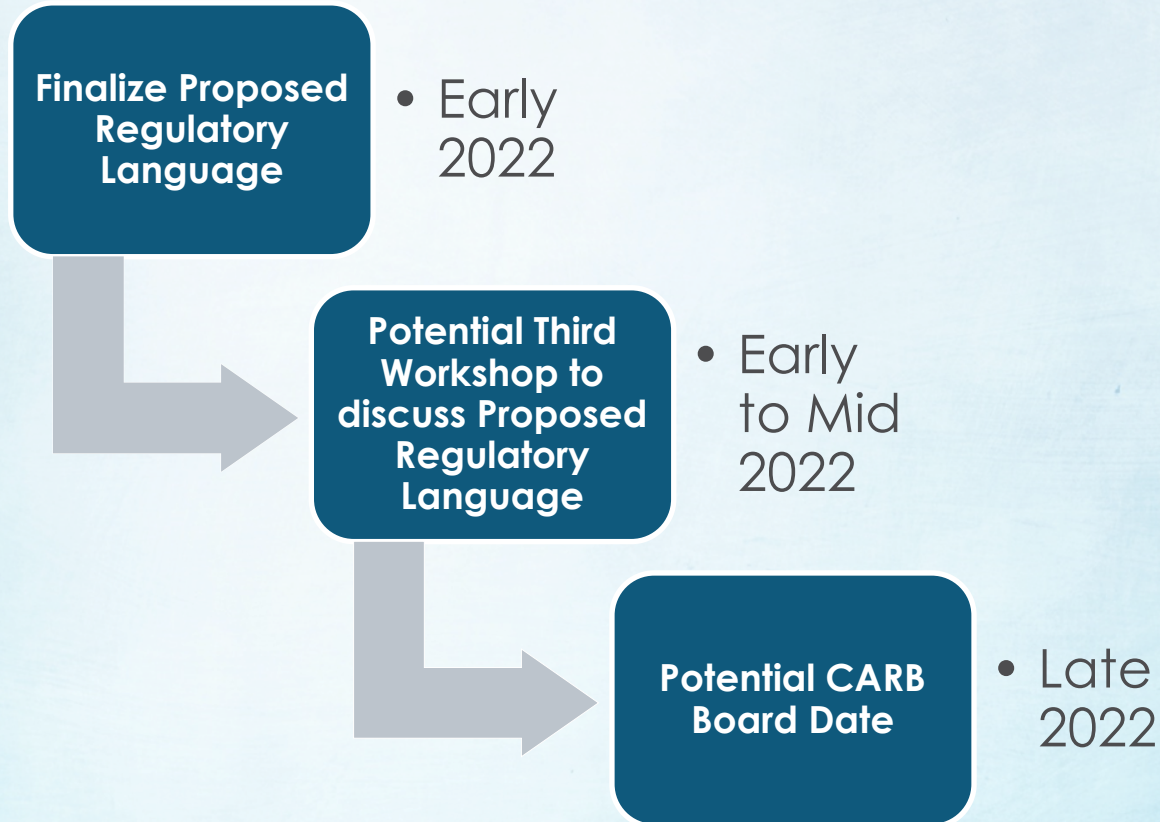 Finalize Proposed
Regulatory
Language
• Early
2022
Potential Third
Workshop to
discuss Proposed
Regulatory
Language
• Early
to Mid
2022
Potential CARB
Board Date
• Late
2022